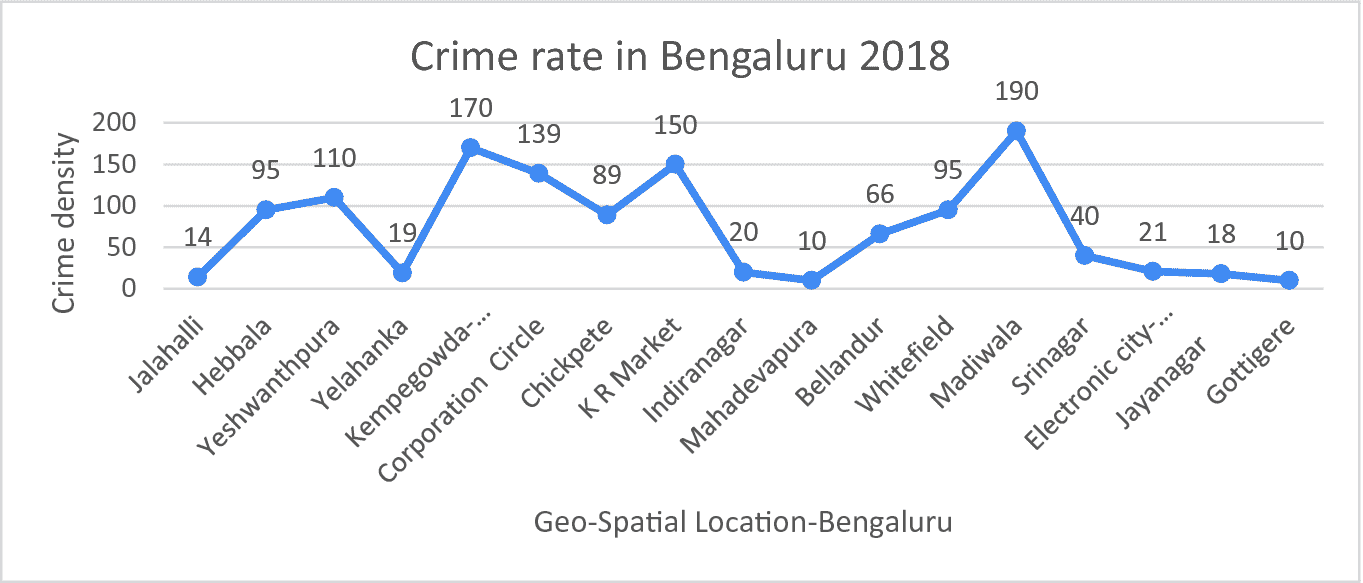 Crime rate in Bengaluru 2018
Crime density
200
150
100
50
0
14
95
110
19
170
139
89
150
20
10
66
95
190
40
21
18
10
Jalahalli
Hebbala
Yeshwanthpura
Yelahanka
Kempegowda-...
Corporation Circle
Chickpete
K R Market
Indiranagar
Mahadevapura
Bellandur
Whitefield
Madiwala
Srinagar
Electronic city-...
Jayanagar
Gottigere
Geo-Spatial Location-Bengaluru